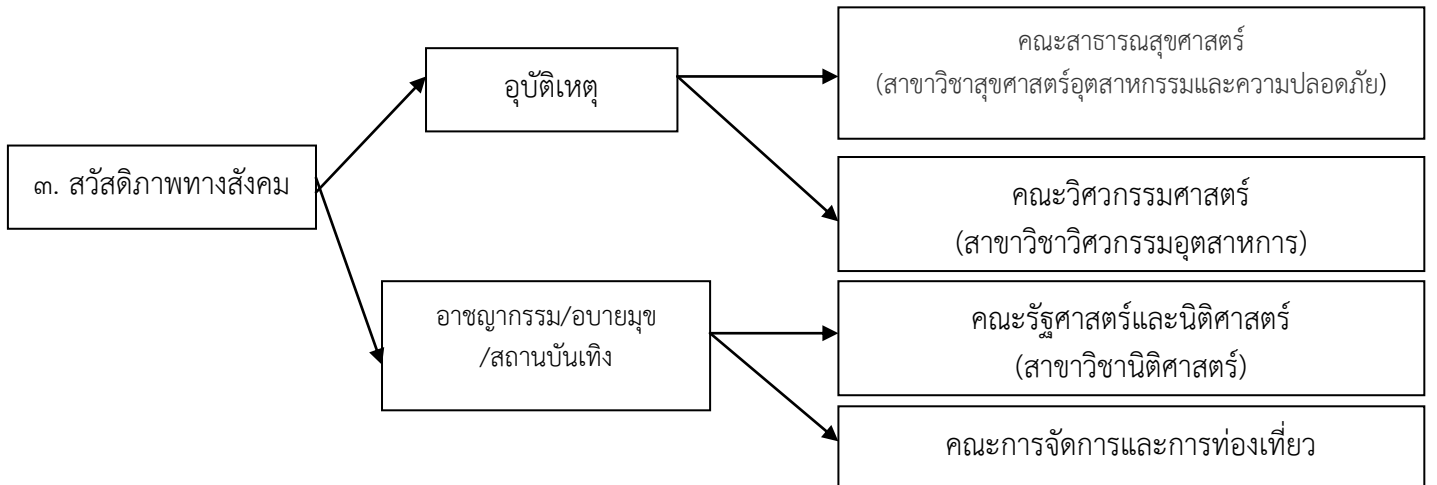 ๓. สวัสดิภาพทางสังคม
อุบัติเหตุ
คณะสาธารณสุขศาสตร์
(สาขาวิชาสุขศาสตร์อุตสาหกรรมและความปลอดภัย)
คณะวิศวกรรมศาสตร์
(สาขาวิชาวิศวกรรมอุตสาหการ)
อาชญากรรม/อบายมุข
/สถานบันเทิง
คณะรัฐศาสตร์และนิติศาสตร์
(สาขาวิชานิติศาสตร์)
คณะการจัดการและการท่องเที่ยว